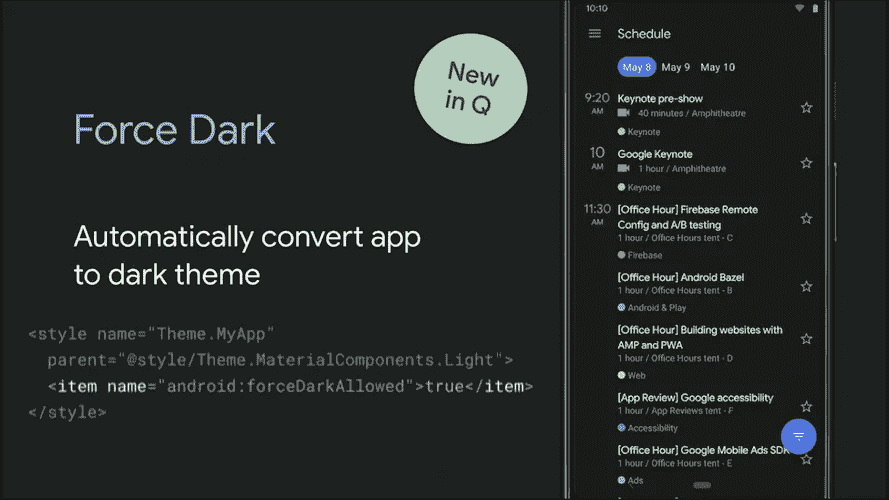 New
in Q
Force Dark
Automatically convert app
to dark theme
<style name="Theme.MyApp"
parent="@style/Theme.MaterialComponents.Light">
<item name="android:forceDarkAllowed">true</item>
</style>
10:10
Schedule
May 8 May 9 May 10
9:20
AM
Keynote pre-show
40 minutes / Amphitheatre
Keynote
10
AM
Google Keynote
1 hour / Amphitheatre
Keynote
11:30
AM
[Office Hour] Firebase Remote
Config and A/B testing
1 hour / Office Hours tent - C
Firebase
[Office Hour] Android Bazel
1 hour / Office Hours tent - B
Android & Play
[Office Hour] Building websites with
AMP and PWA
1 hour / Office Hours tent - D
Web
[App Review] Google accessibility
1 hour / App Reviews tent - F
Accessibility
[Office Hour] Google Mobile Ads SDK
1 hour / Office Hours tent - E
Ads